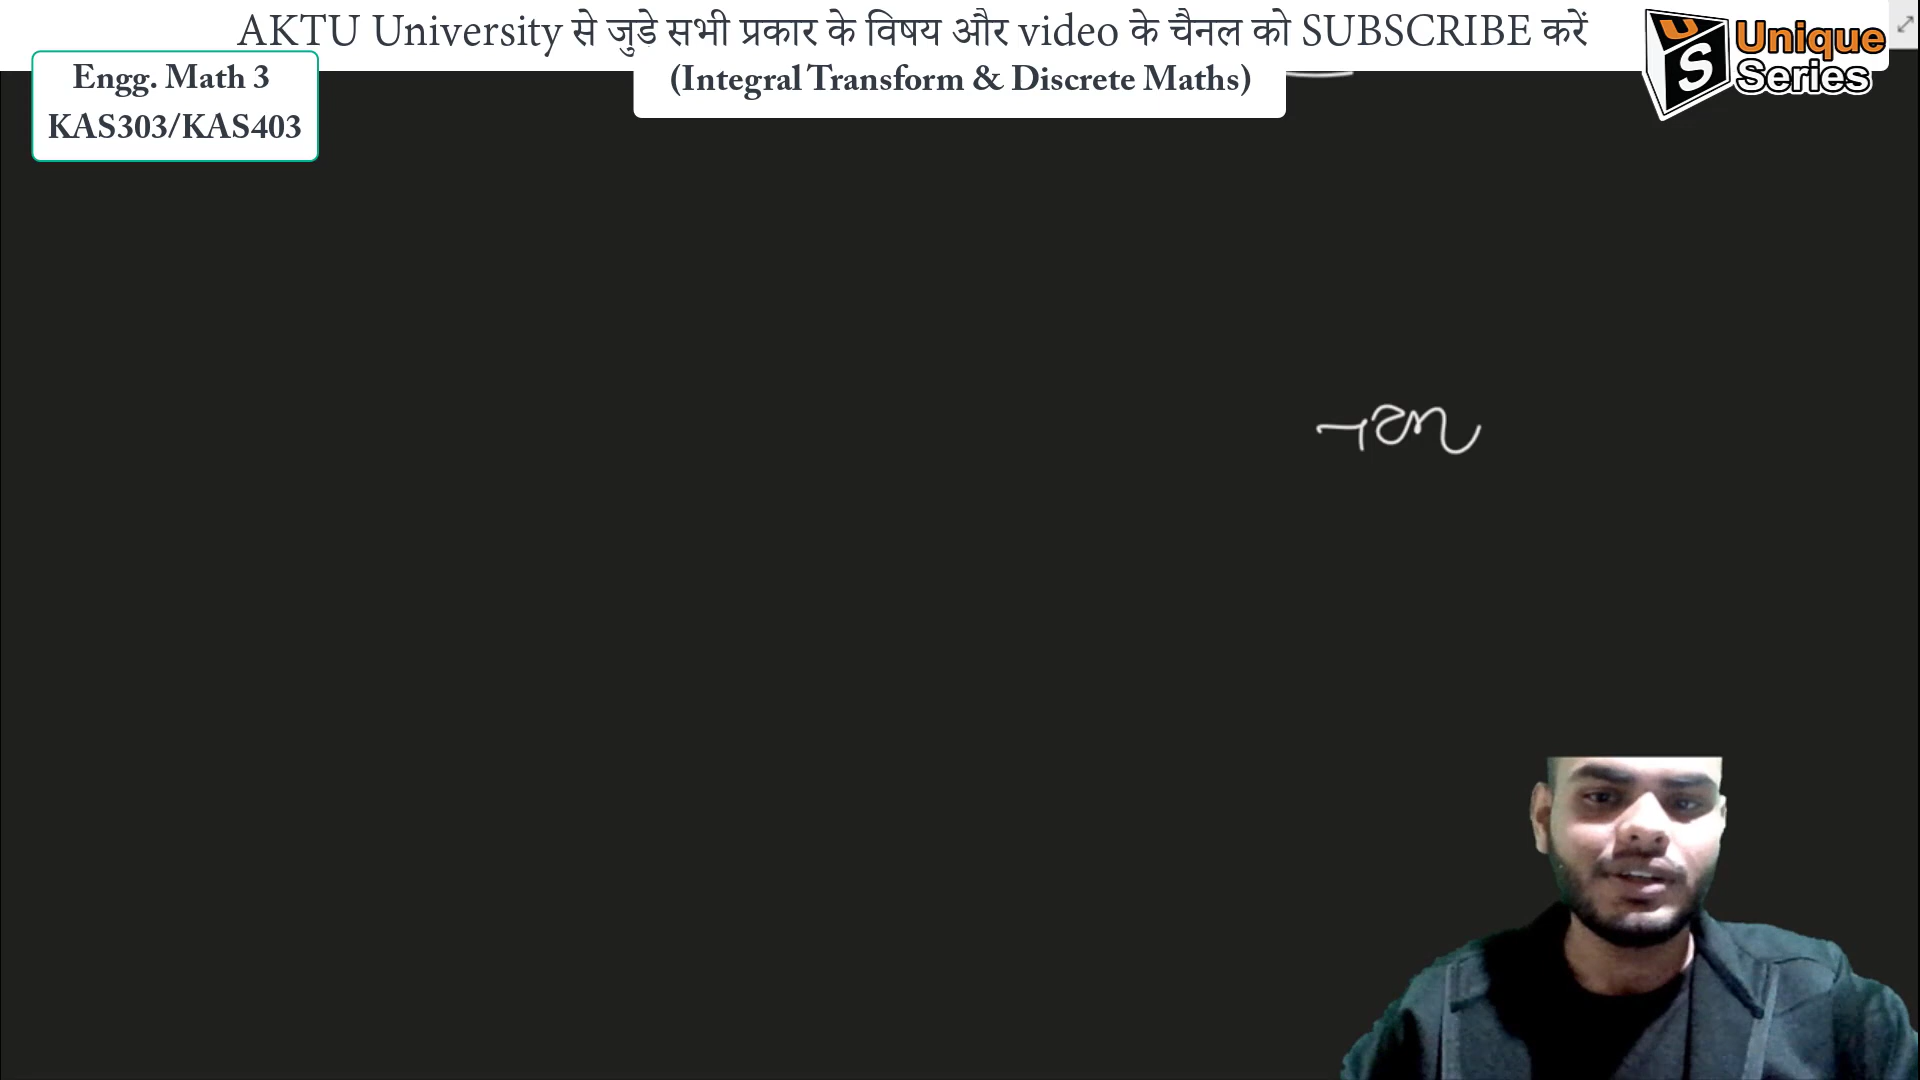 AKTU University से जुडे सभी प्रकार के विषय और video के चैनल को SUBSCRIBE करें
Engg. Math 3
KAS303/KAS403
(Integral Transform & Discrete Maths)
US
Unique
Series